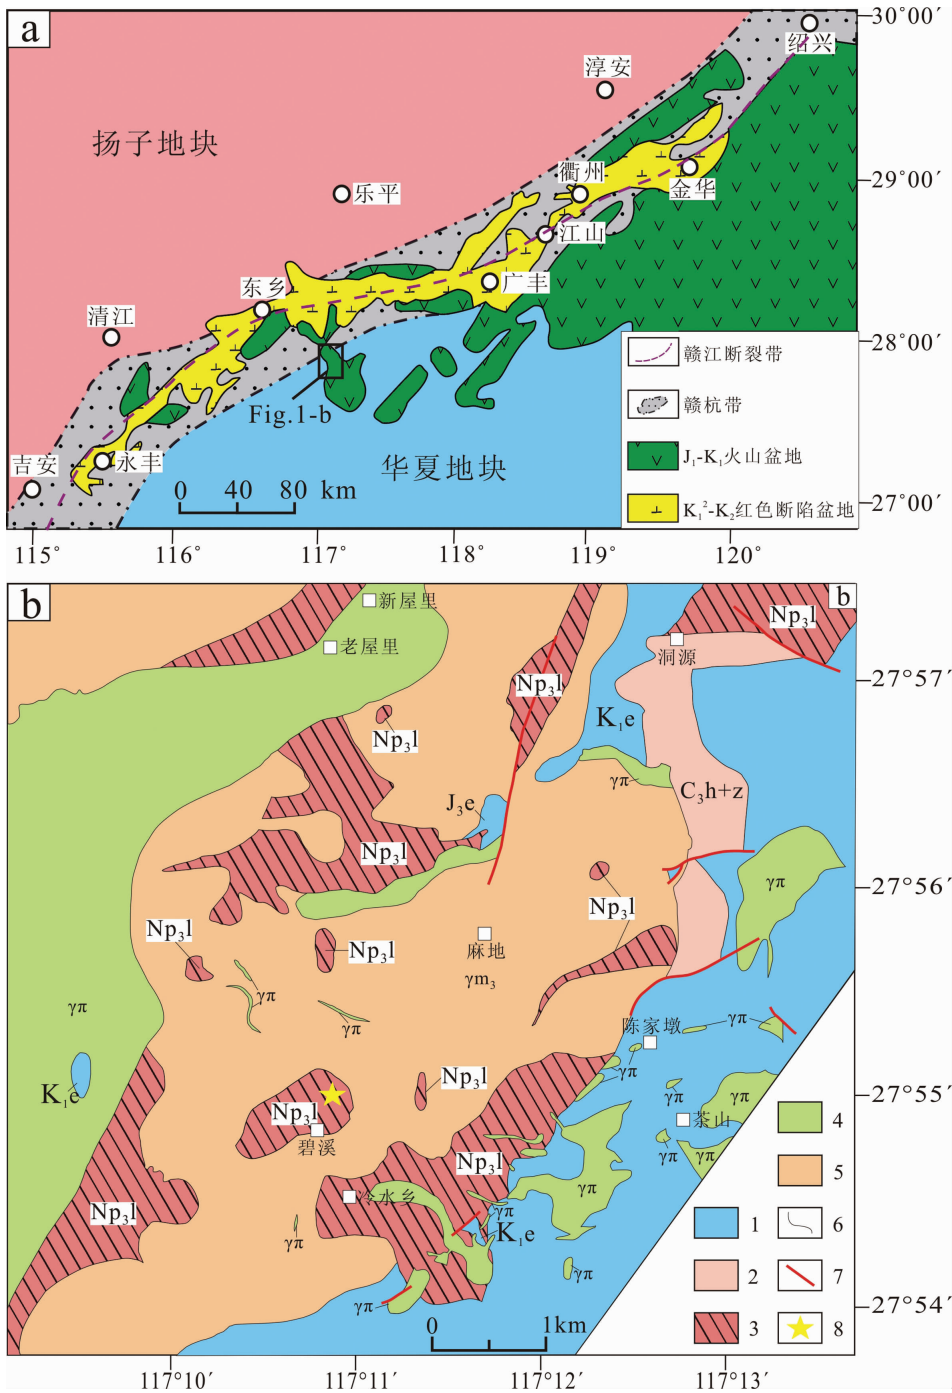 a
30°00′
绍兴
淳安
扬子地块
衢州
乐平
金华
29°00′
江山
东乡
广丰
清江
28°00′
赣江断裂带
Fig.1-b
赣杭带
吉安
永丰
华夏地块
J₁-K₁火山盆地
0 40 80 km
K₁²-K₂红色断陷盆地
27°00′
115° 116° 117° 118° 119° 120°
b
b
新屋里
Np₃l
老屋里
洞源
Np₃l
27°57′
Np₃l
K₁e
Np₃l
γπ
C₃h+z
J₃e
Np₃l
γπ
27°56′
Np₃l
Np₃l
Np₃l
麻地
γm₃
γπ
γπ
γπ
γπ
陈家墩
γπ
K₁e
Np₃l
γπ
γπ
27°55′
γπ
Np₃l
茶山
4
碧溪
Np₃l
γπ
γπ
5
γπ
冷水乡
Np₃l
γπ
1
6
γπ
K₁e
γπ
2
7
γπ
27°54′
0 1km
3
8
117°10′ 117°11′ 117°12′ 117°13′